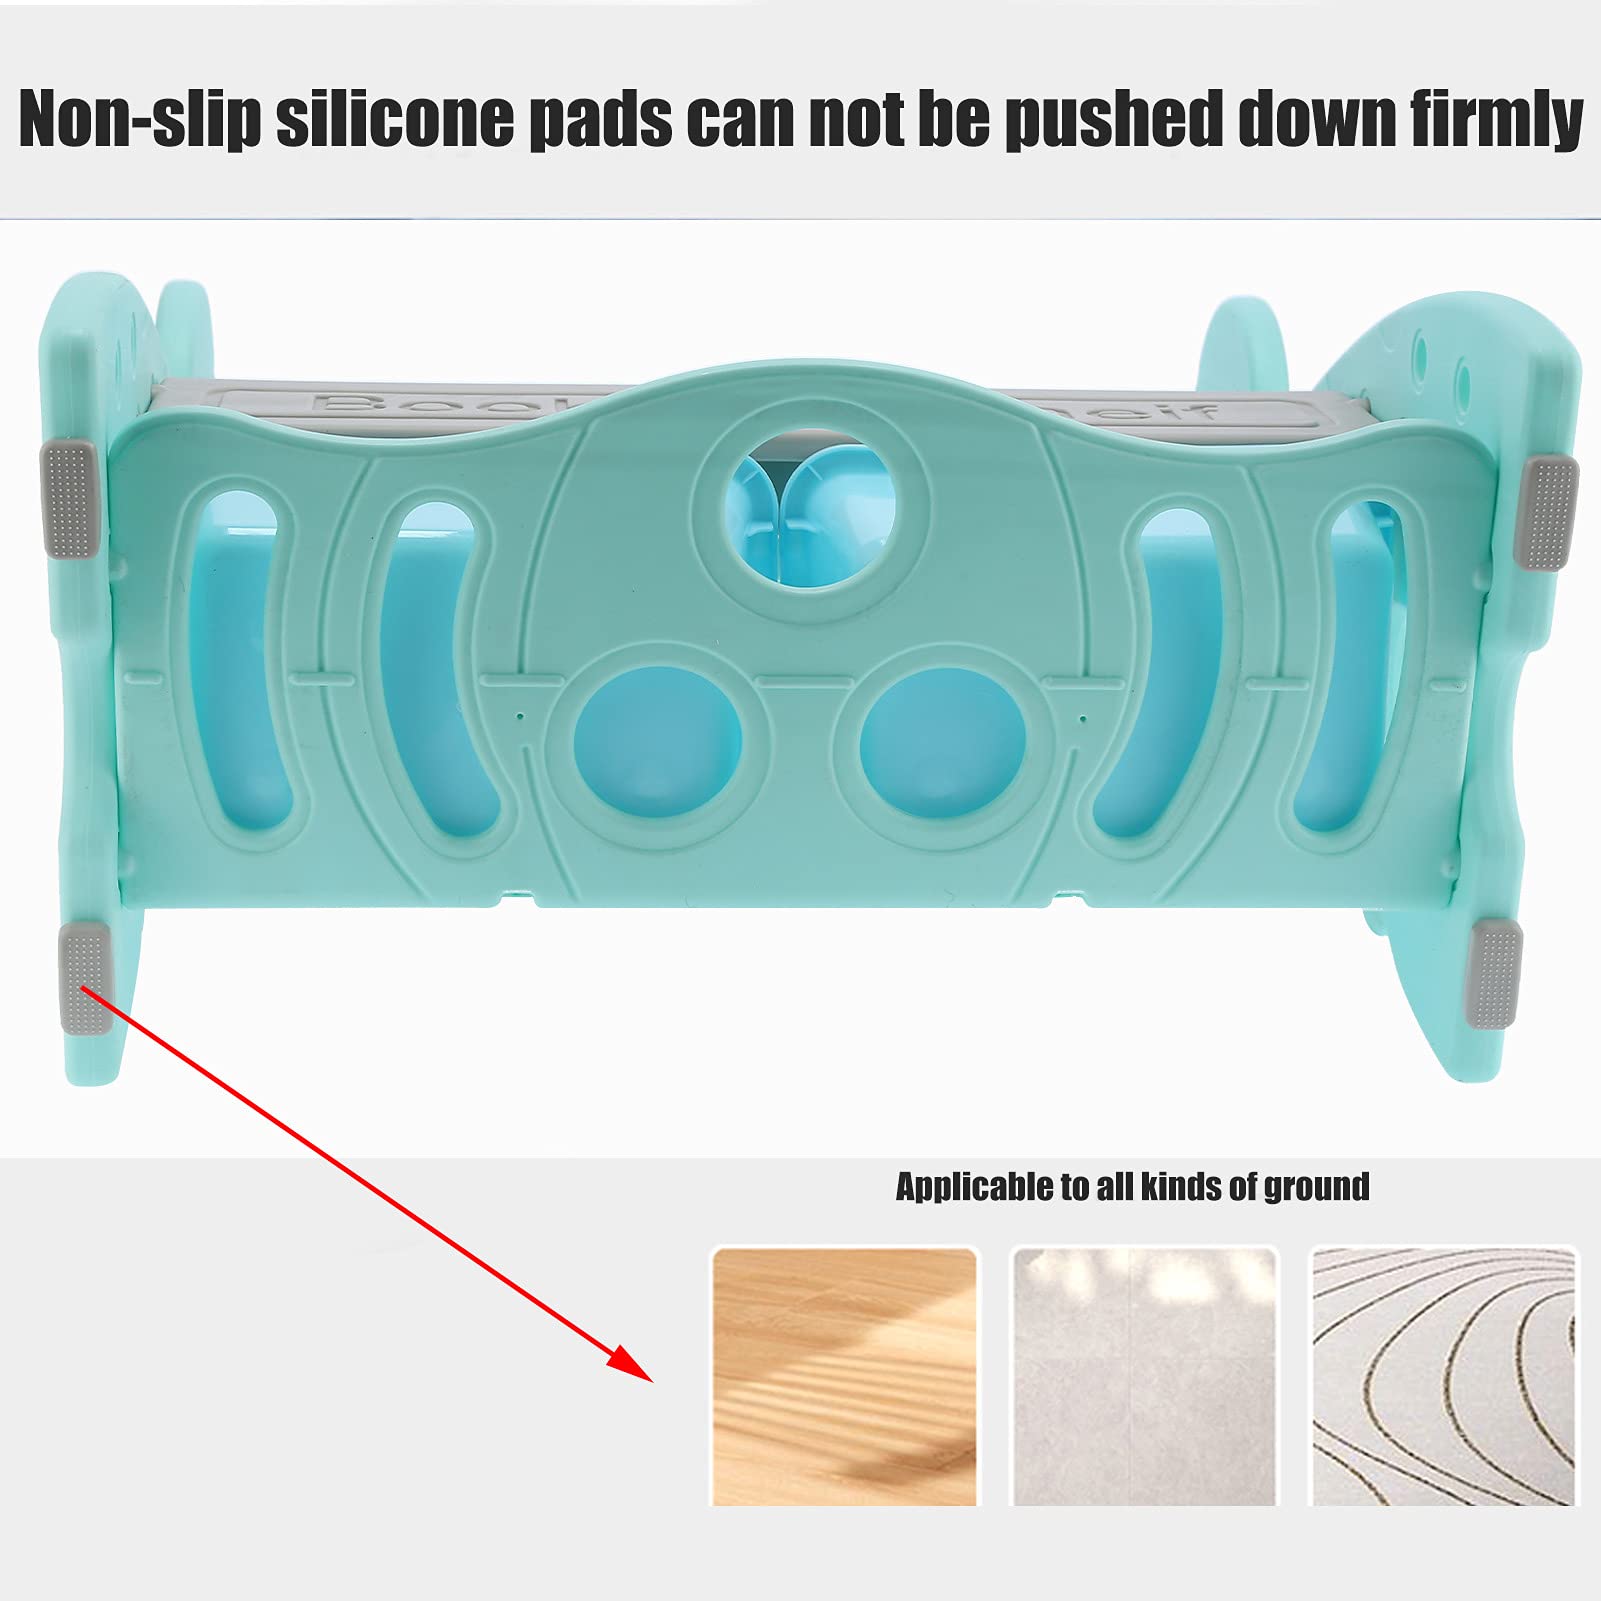 Non-slip silicone pads can not be pushed down firmly
Applicable to all kinds of ground